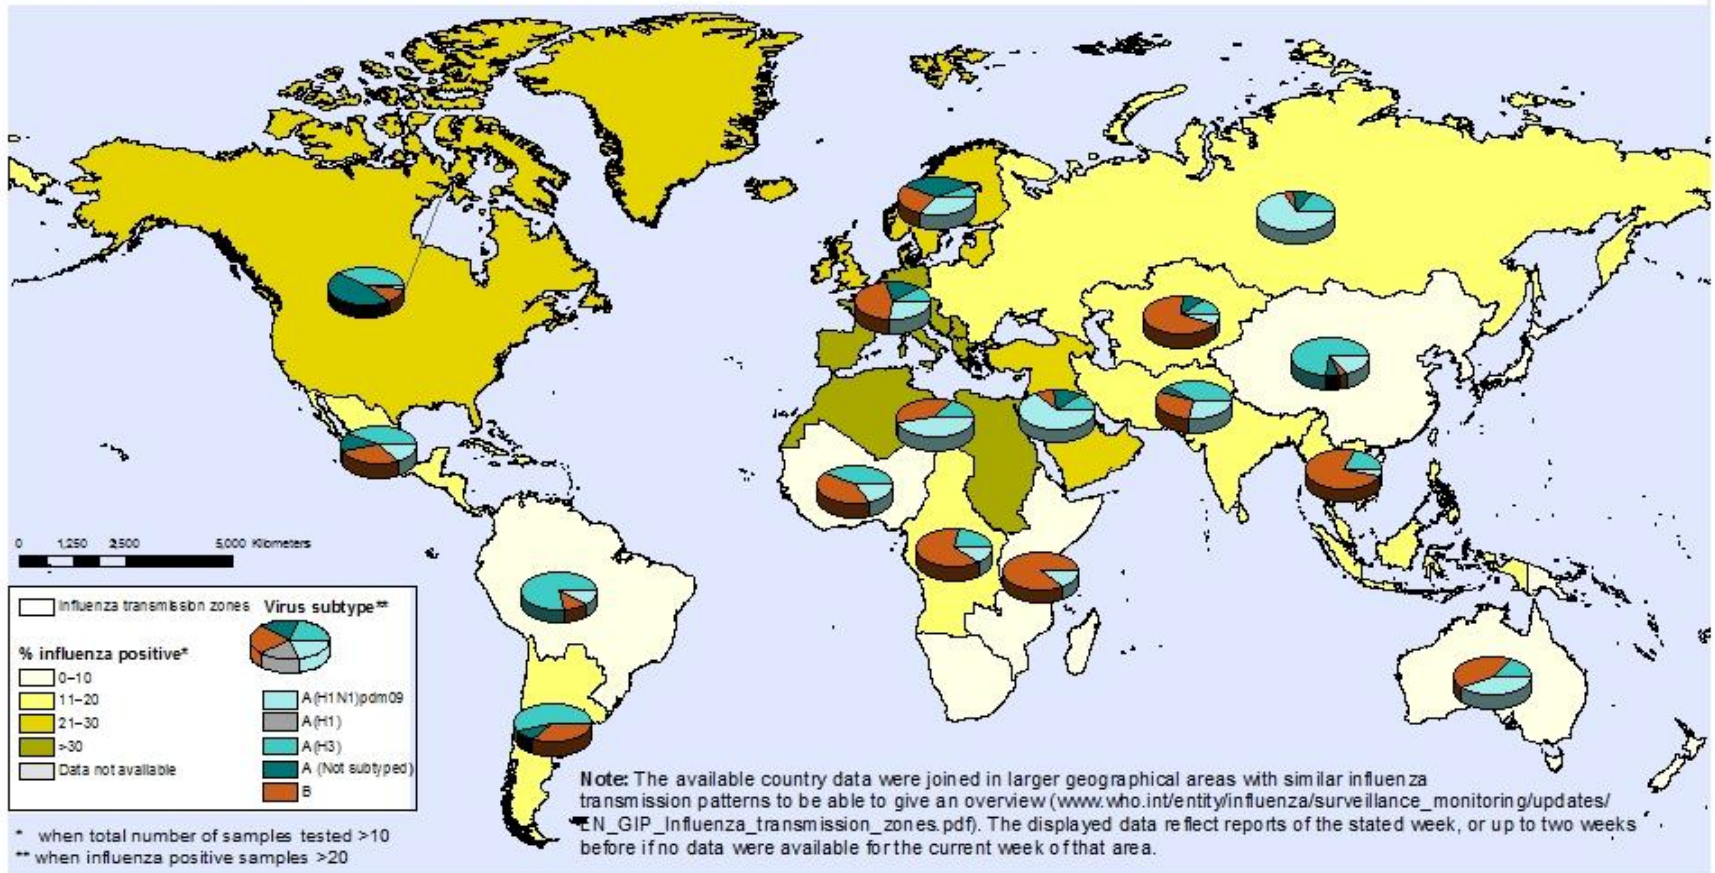 0 1,250 2,500 5,000 Kilometers
Influenza transmission zones
Virus subtype**
% influenza positive*
0–10
11–20
21–30
>30
Data not available
A(H1N1)pdm09
A(H1)
A(H3)
A (Not subtyped)
B
* when total number of samples tested >10
** when influenza positive samples >20
Note: The available country data were joined in larger geographical areas with similar influenza
transmission patterns to be able to give an overview (www.who.int/entity/influenza/surveillance_monitoring/updates/
EN_GIP_Influenza_transmission_zones.pdf). The displayed data reflect reports of the stated week, or up to two weeks
before if no data were available for the current week of that area.